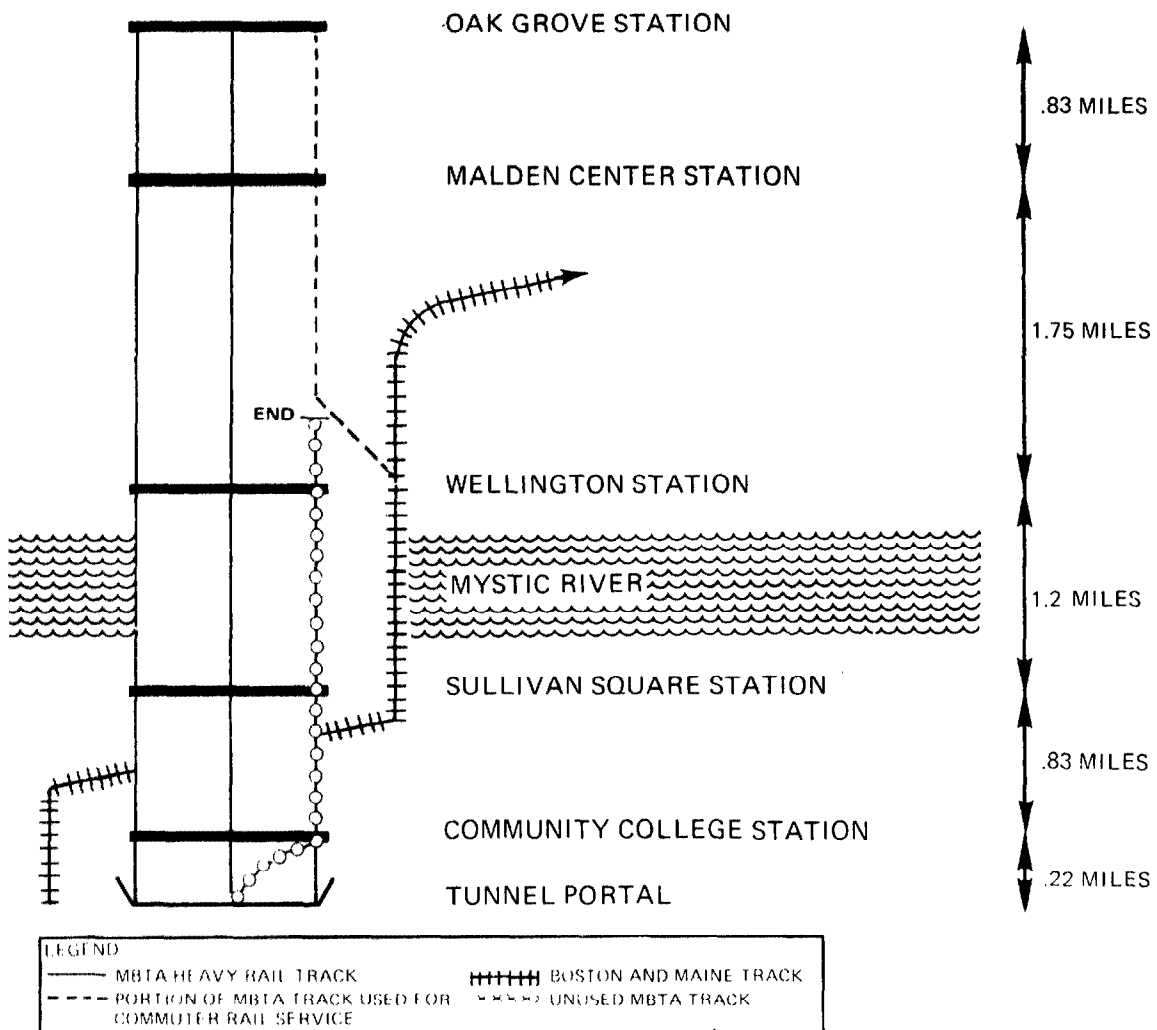 OAK GROVE STATION
.83 MILES
MALDEN CENTER STATION
1.75 MILES
END
WELLINGTON STATION
MYSTIC RIVER
1.2 MILES
SULLIVAN SQUARE STATION
.83 MILES
COMMUNITY COLLEGE STATION
.22 MILES
TUNNEL PORTAL
LEGEND
MBTA HEAVY RAIL TRACK
BOSTON AND MAINE TRACK
PORTION OF MBTA TRACK USED FOR
COMMUTER RAIL SERVICE
UNUSED MBTA TRACK